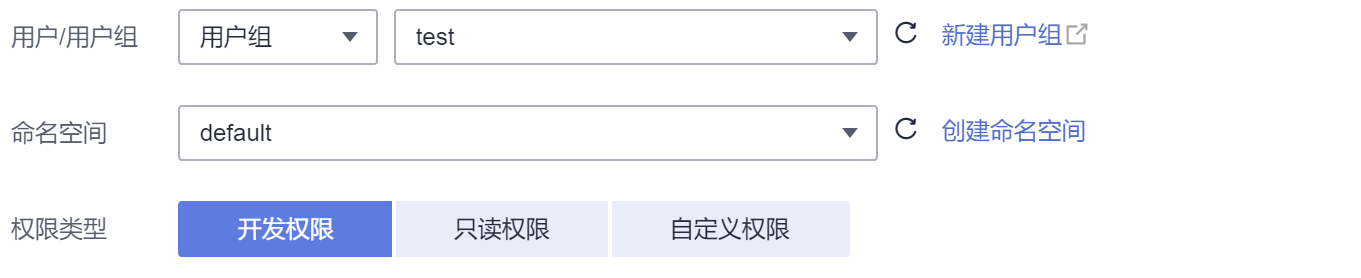 用户/用户组 用户组 test 新建用户组
命名空间 default 创建命名空间
权限类型 开发权限 只读权限 自定义权限